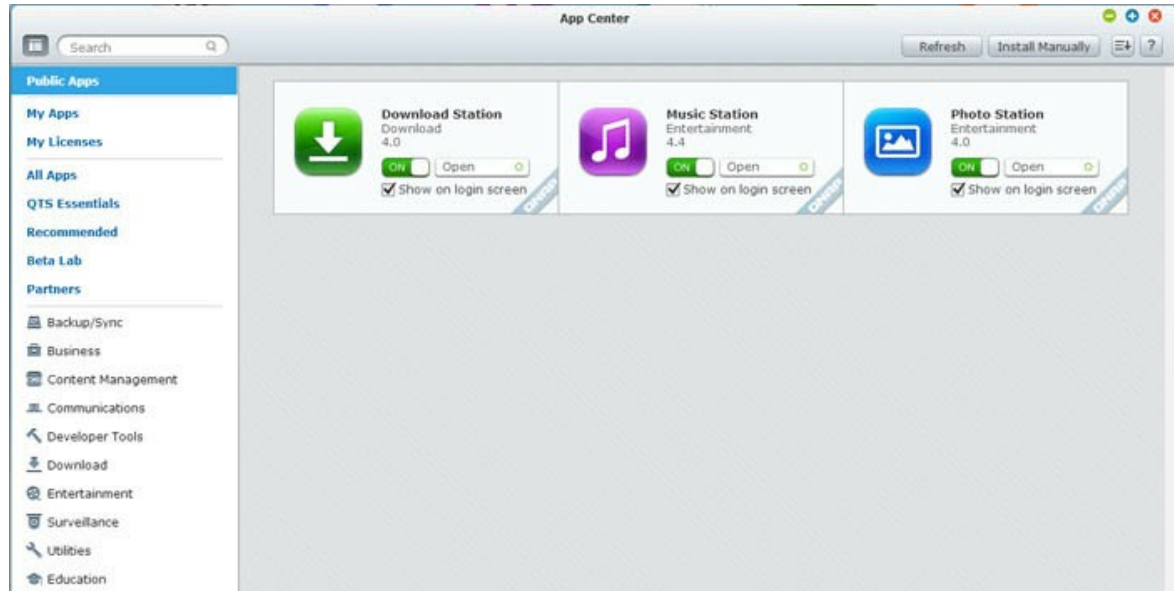 App Center
Search
Refresh
Install Manually
?
Public Apps
My Apps
My Licenses
All Apps
QTS Essentials
Recommended
Beta Lab
Partners
Backup/Sync
Business
Content Management
Communications
Developer Tools
Download
Entertainment
Surveillance
Utilities
Education
Download Station
Download
4.0
ON
Open
Show on login screen
QNAP
Music Station
Entertainment
4.4
ON
Open
Show on login screen
QNAP
Photo Station
Entertainment
4.0
ON
Open
Show on login screen
QNAP